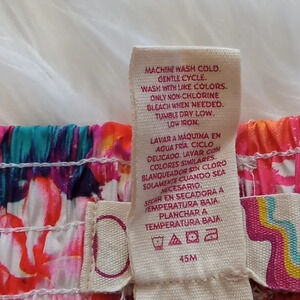 MACHINE WASH COLD.
GENTLE CYCLE.
WASH WITH LIKE COLORS.
ONLY NON-CHLORINE
BLEACH WHEN NEEDED.
TUMBLE DRY LOW.
LOW IRON.
LAVAR A MÁQUINA EN
AGUA FRÍA. CICLO
DELICADO. LAVAR CON
COLORES SIMILARES.
BLANQUEADOR SIN CLORO
SOLAMENTE CUANDO SEA
NECESARIO.
SECAR EN SECADORA A
TEMPERATURA BAJA.
PLANCHAR A
TEMPERATURA BAJA.
45M